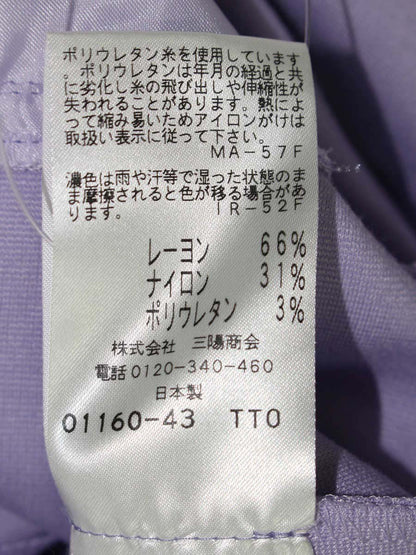 ポリウレタン糸を使用しています
。ポリウレタンは年月の経過と共
に劣化し糸の飛び出しや伸縮性が
失われることがあります。熱によ
って縮み易いためアイロンがけは
取扱い表示に従って下さい。
MA-57F
濃色は雨や汗等で湿った状態のま
ま摩擦されると色が移る場合があ
ります。 IR-52F
レーヨン 66%
ナイロン 31%
ポリウレタン 3%
株式会社 三陽商会
電話0120-340-460
日本製
01160-43 TTO